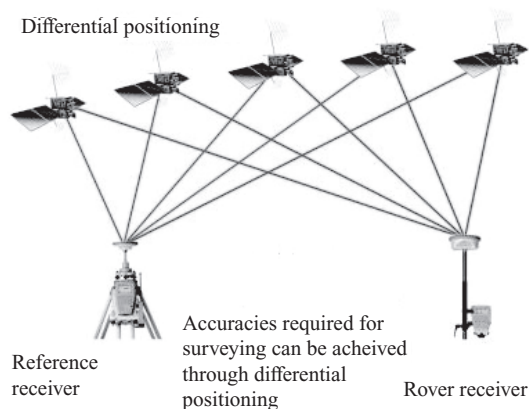 Differential positioning
Accuracies required for
surveying can be acheived
through differential
positioning
Reference
receiver
Rover receiver